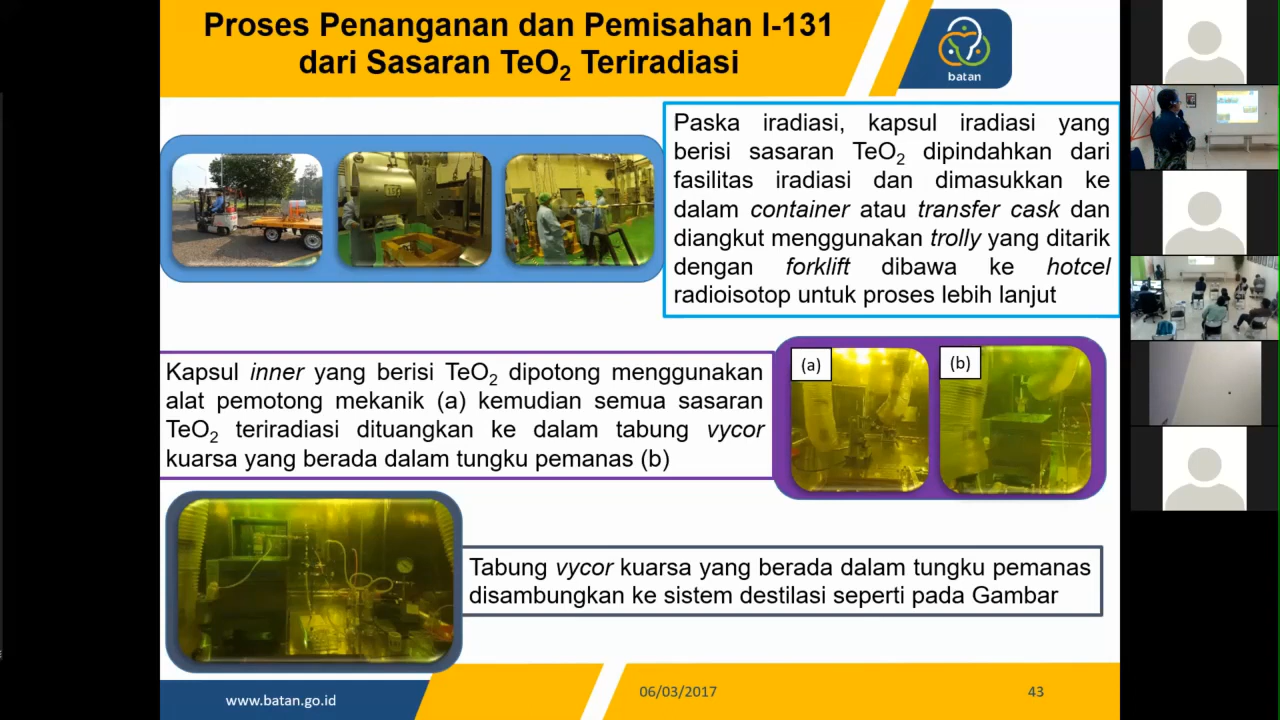 Proses Penanganan dan Pemisahan I-131
dari Sasaran TeO₂ Teriradiasi
batan
Paska iradiasi, kapsul iradiasi yang
berisi sasaran TeO₂ dipindahkan dari
fasilitas iradiasi dan dimasukkan ke
dalam container atau transfer cask dan
diangkut menggunakan trolly yang ditarik
dengan forklift dibawa ke hotcel
radioisotop untuk proses lebih lanjut
Kapsul inner yang berisi TeO₂ dipotong menggunakan
alat pemotong mekanik (a) kemudian semua sasaran
TeO₂ teriradiasi dituangkan ke dalam tabung vycor
kuarsa yang berada dalam tungku pemanas (b)
(a)
(b)
Tabung vycor kuarsa yang berada dalam tungku pemanas
disambungkan ke sistem destilasi seperti pada Gambar
www.batan.go.id
06/03/2017
43